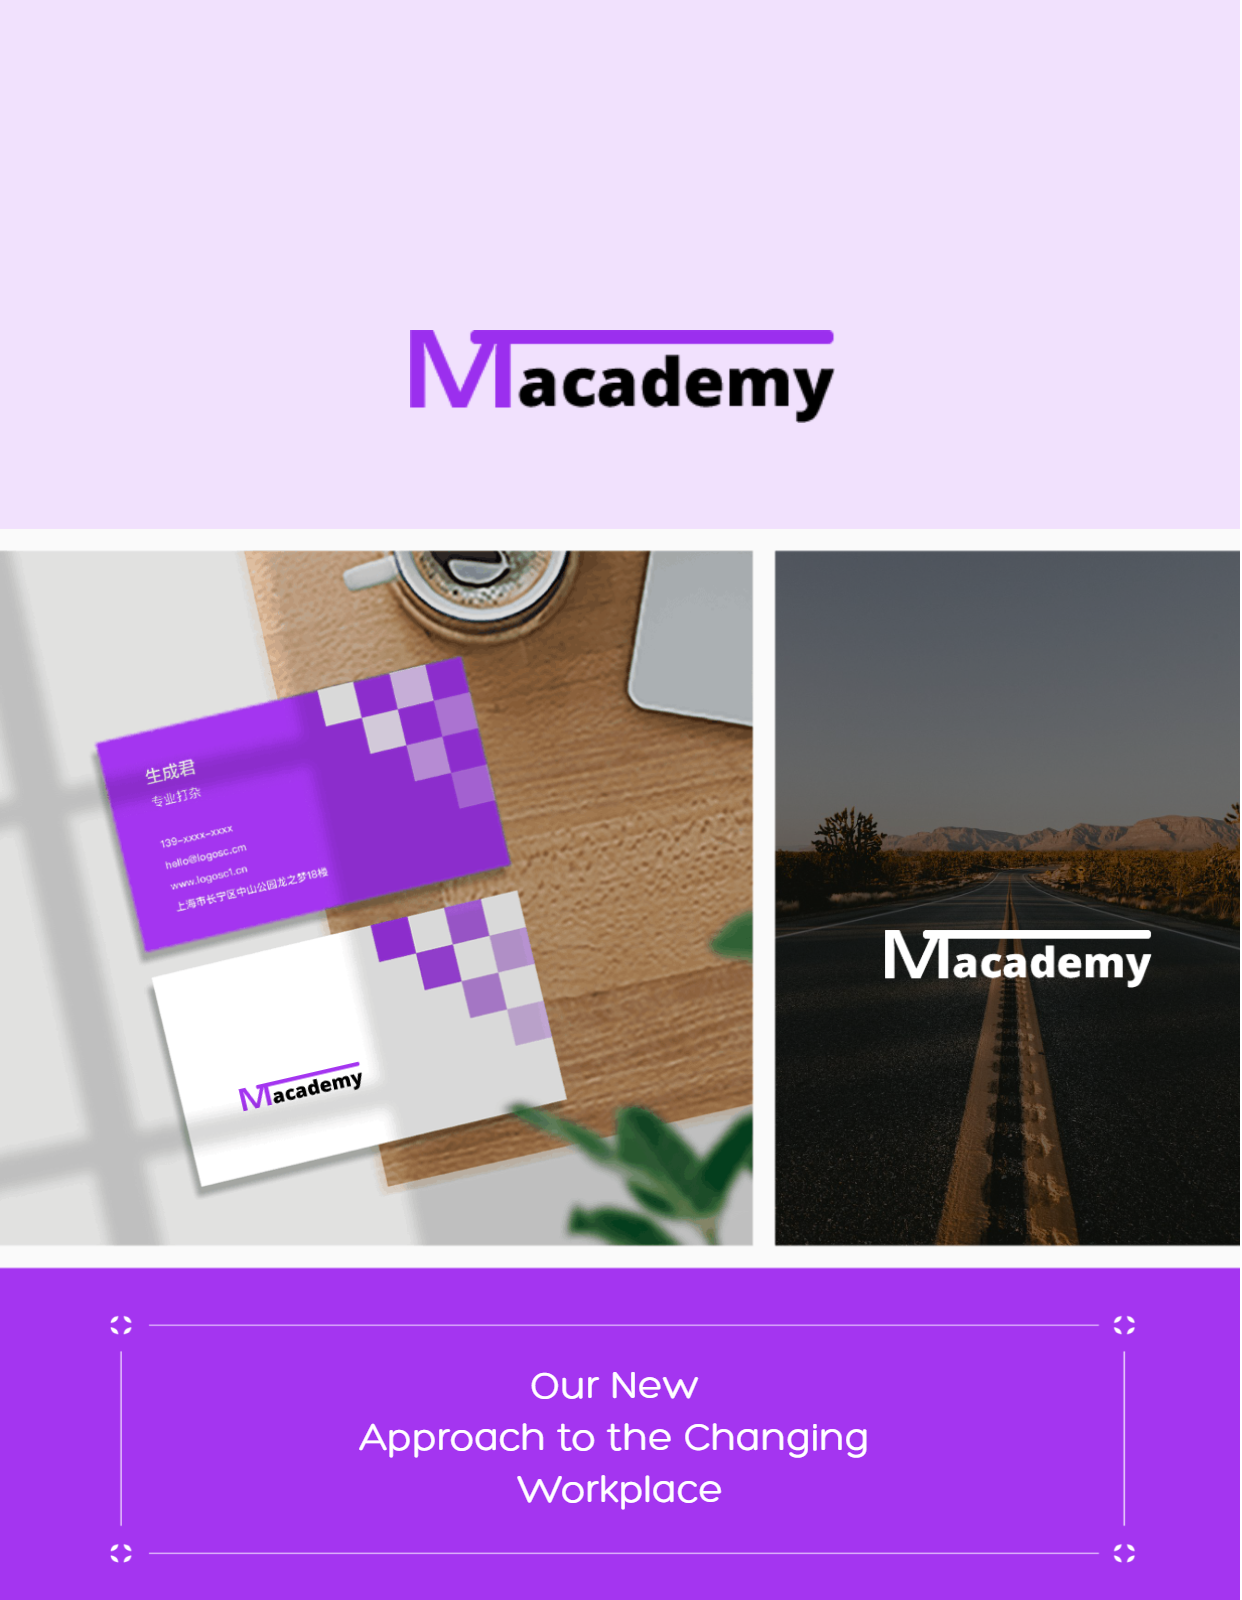 Macademy
生成君
专业打杂
139-xxxx-xxxx
hello@logosc.cm
www.logosc1.cn
上海市长宁区中山公园龙之梦18楼
Macademy
Macademy
Our New
Approach to the Changing
Workplace